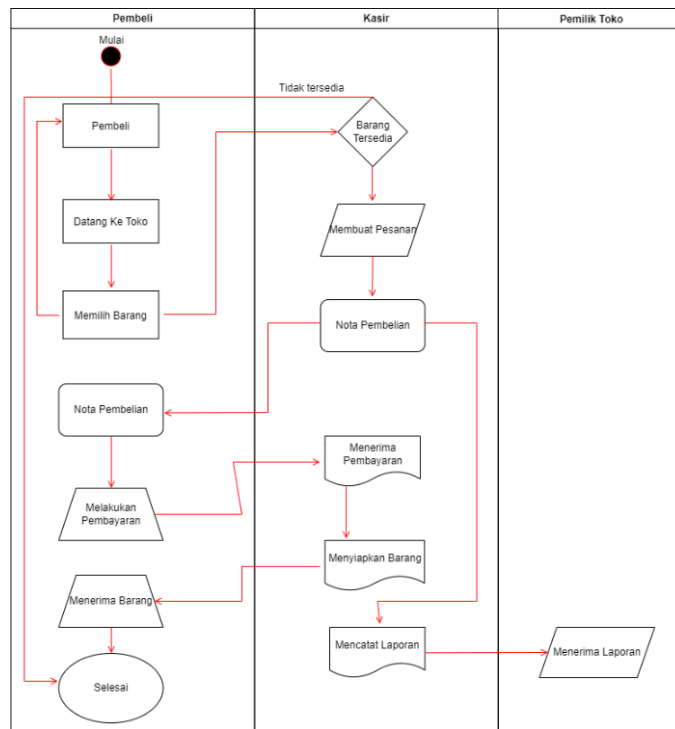 Pembeli
Kasir
Pemilik Toko
Mulai
Tidak tersedia
Pembeli
Barang
Tersedia
Datang Ke Toko
Membuat Pesanan
Memilih Barang
Nota Pembelian
Nota Pembelian
Menerima
Pembayaran
Melakukan
Pembayaran
Menyiapkan Barang
Menerima Barang
Mencatat Laporan
Menerima Laporan
Selesai